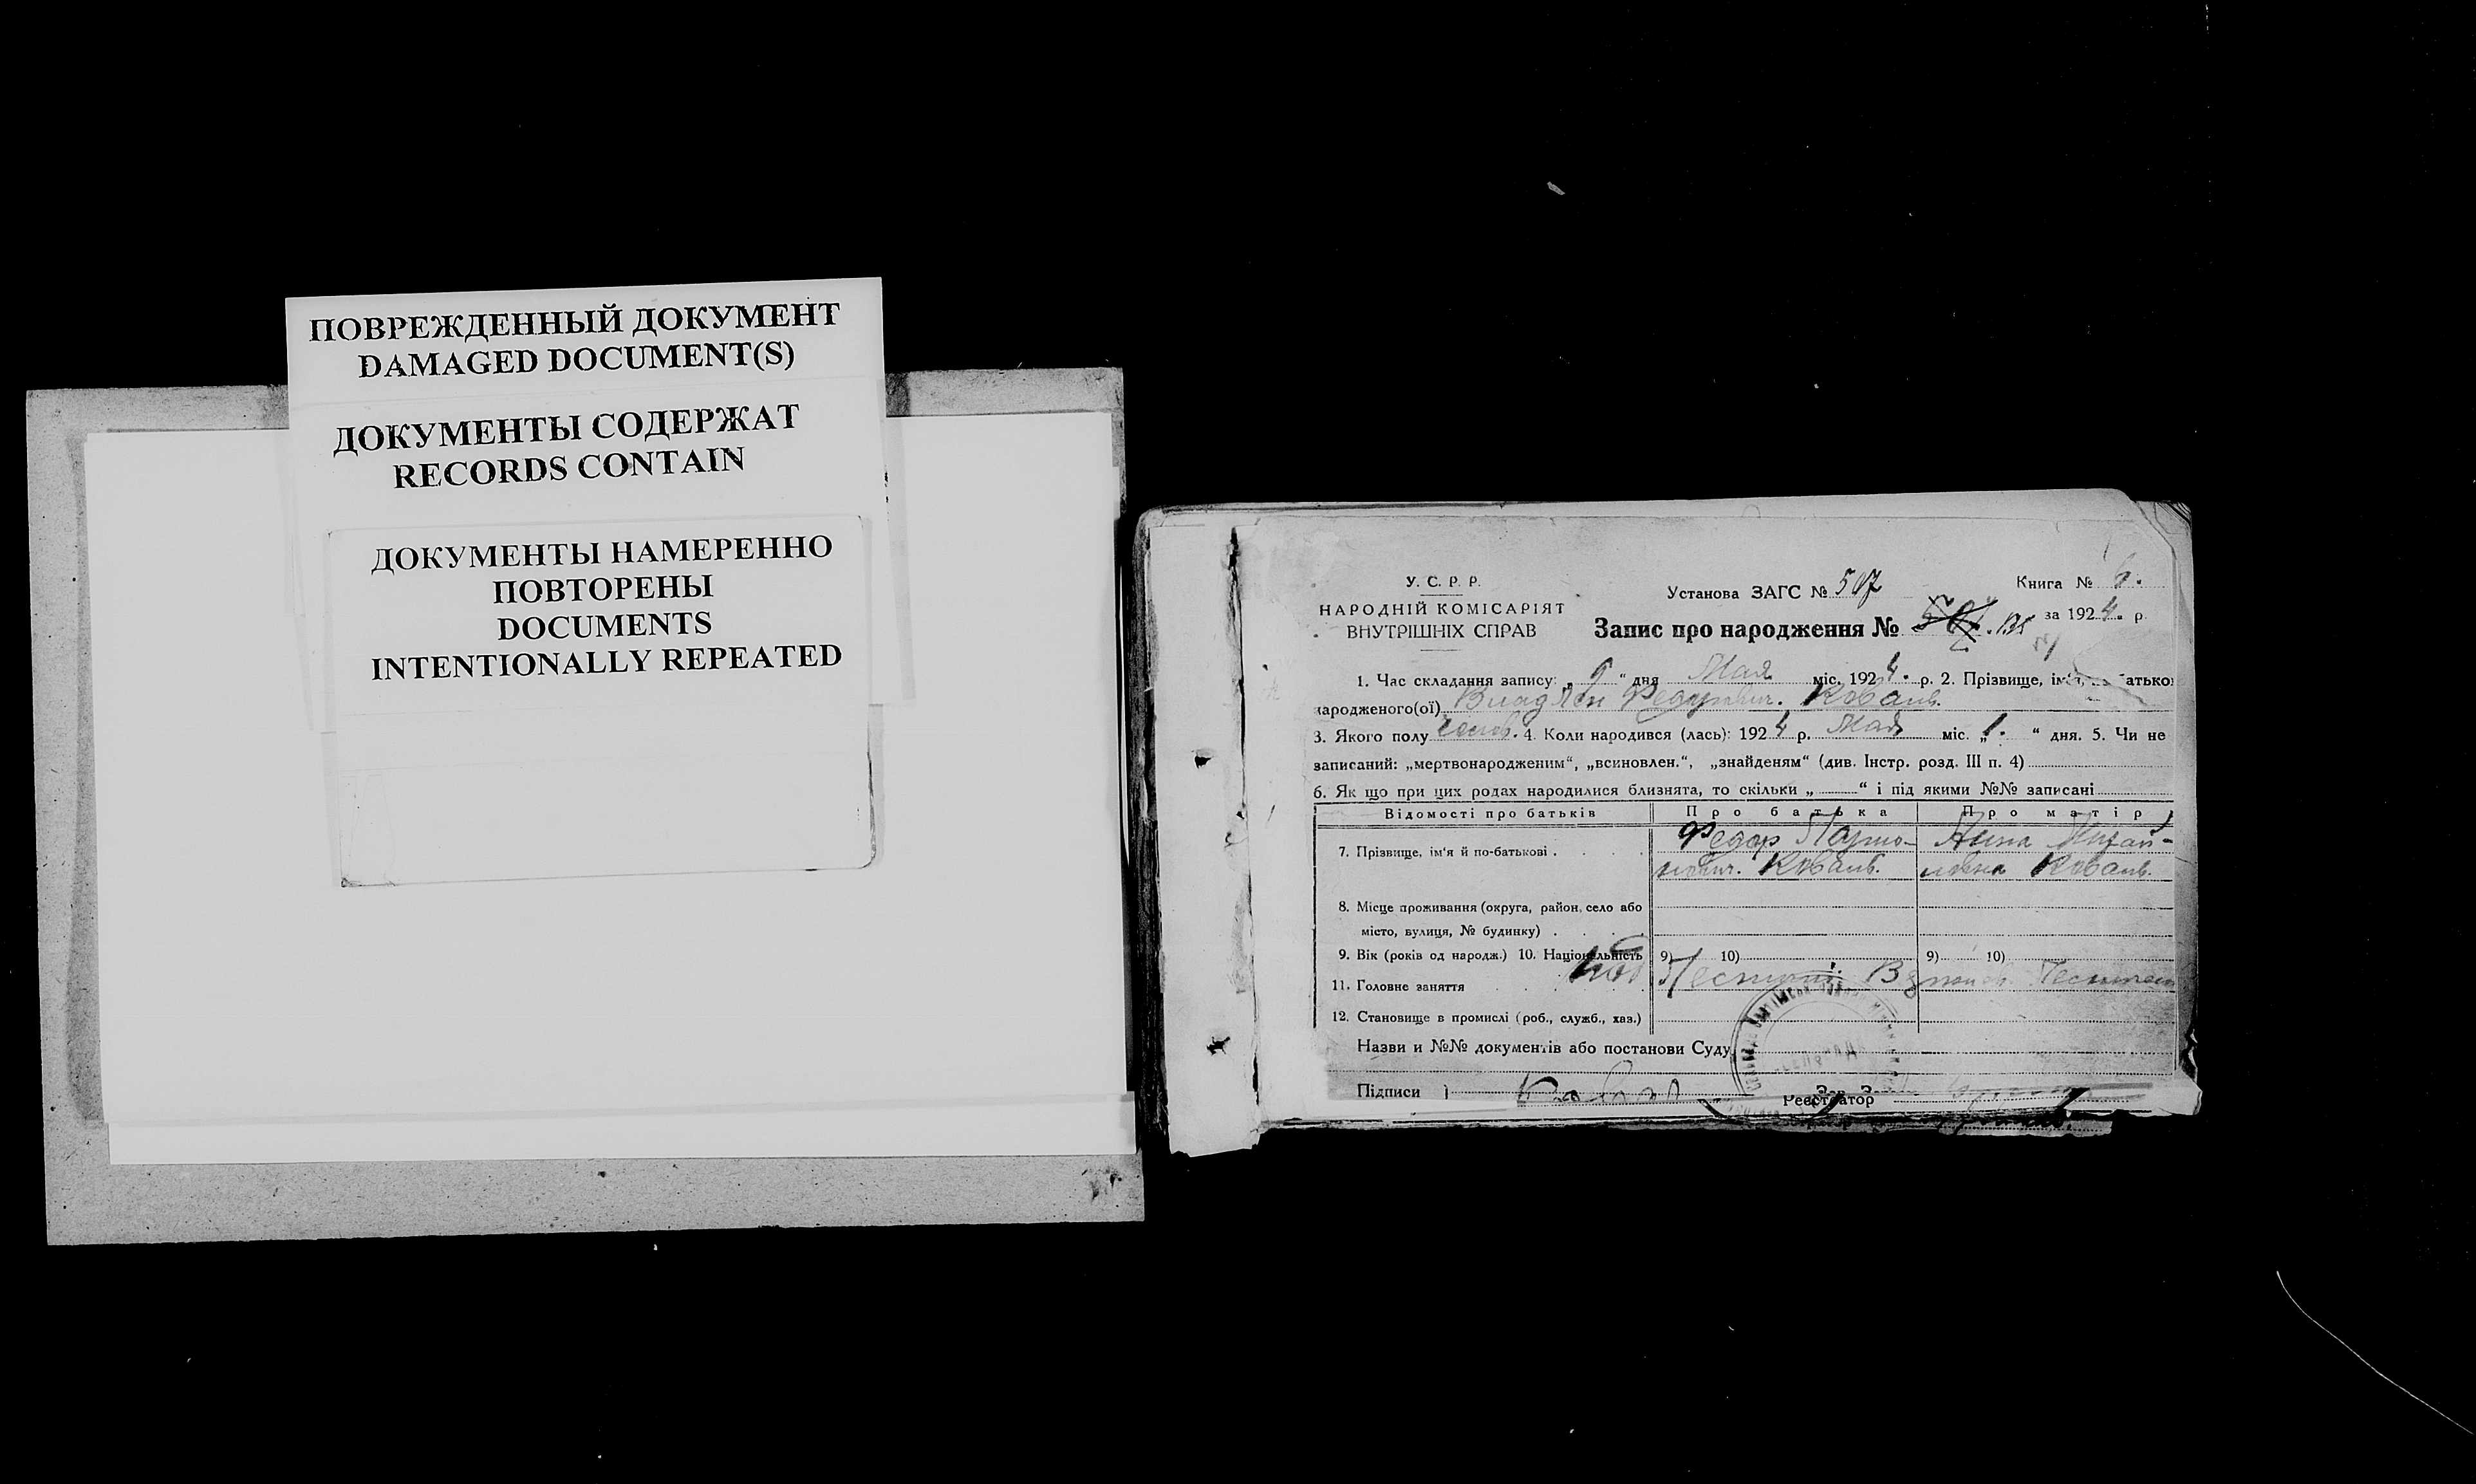 ПОВРЕЖДЕННЫЙ ДОКУМЕНТ
DAMAGED DOCUMENT(S)
ДОКУМЕНТЫ СОДЕРЖАТ
RECORDS CONTAIN
ДОКУМЕНТЫ НАМЕРЕННО
ПОВТОРЕНЫ
DOCUMENTS
INTENTIONALLY REPEATED
У. С. Р. Р.
НАРОДНІЙ КОМІСАРІЯТ
ВНУТРІШНІХ СПРАВ
Установа ЗАГС № 507
Книга № 6.
Запис про народження № за 1924. р.
1. Час складання запису: „ “ дня Мая міс. 1924. р. 2. Прізвище,
народженого(ої) Владлен Федорович. Коваль.
3. Якого полу 4. Коли народився (лась): 1924 р. Мая міс. „1. “ дня. 5. Чи не
записаний: „мертвонародженим“, „всиновлен.“, „знайденям“ (див. Інстр. розд. III п. 4)
6. Як що при цих родах народилися близнята, то скільки „ “ і під якими №№ записані
Відомості про батьків Про батька Про матір
7. Прізвище, ім'я й по-батькові . Федор Анна Михай-
Коваль. ловна Коваль.
8. Місце проживання (округа, район, село або
місто, вулиця, № будинку) .
9. Вік (років од народж.) 10. Національність 9) 10) 9) 10)
11. Головне заняття
12. Становище в промислі (роб., служб., хаз.)
Назви и №№ документів або постанови Суду
Підписи Реєстратор